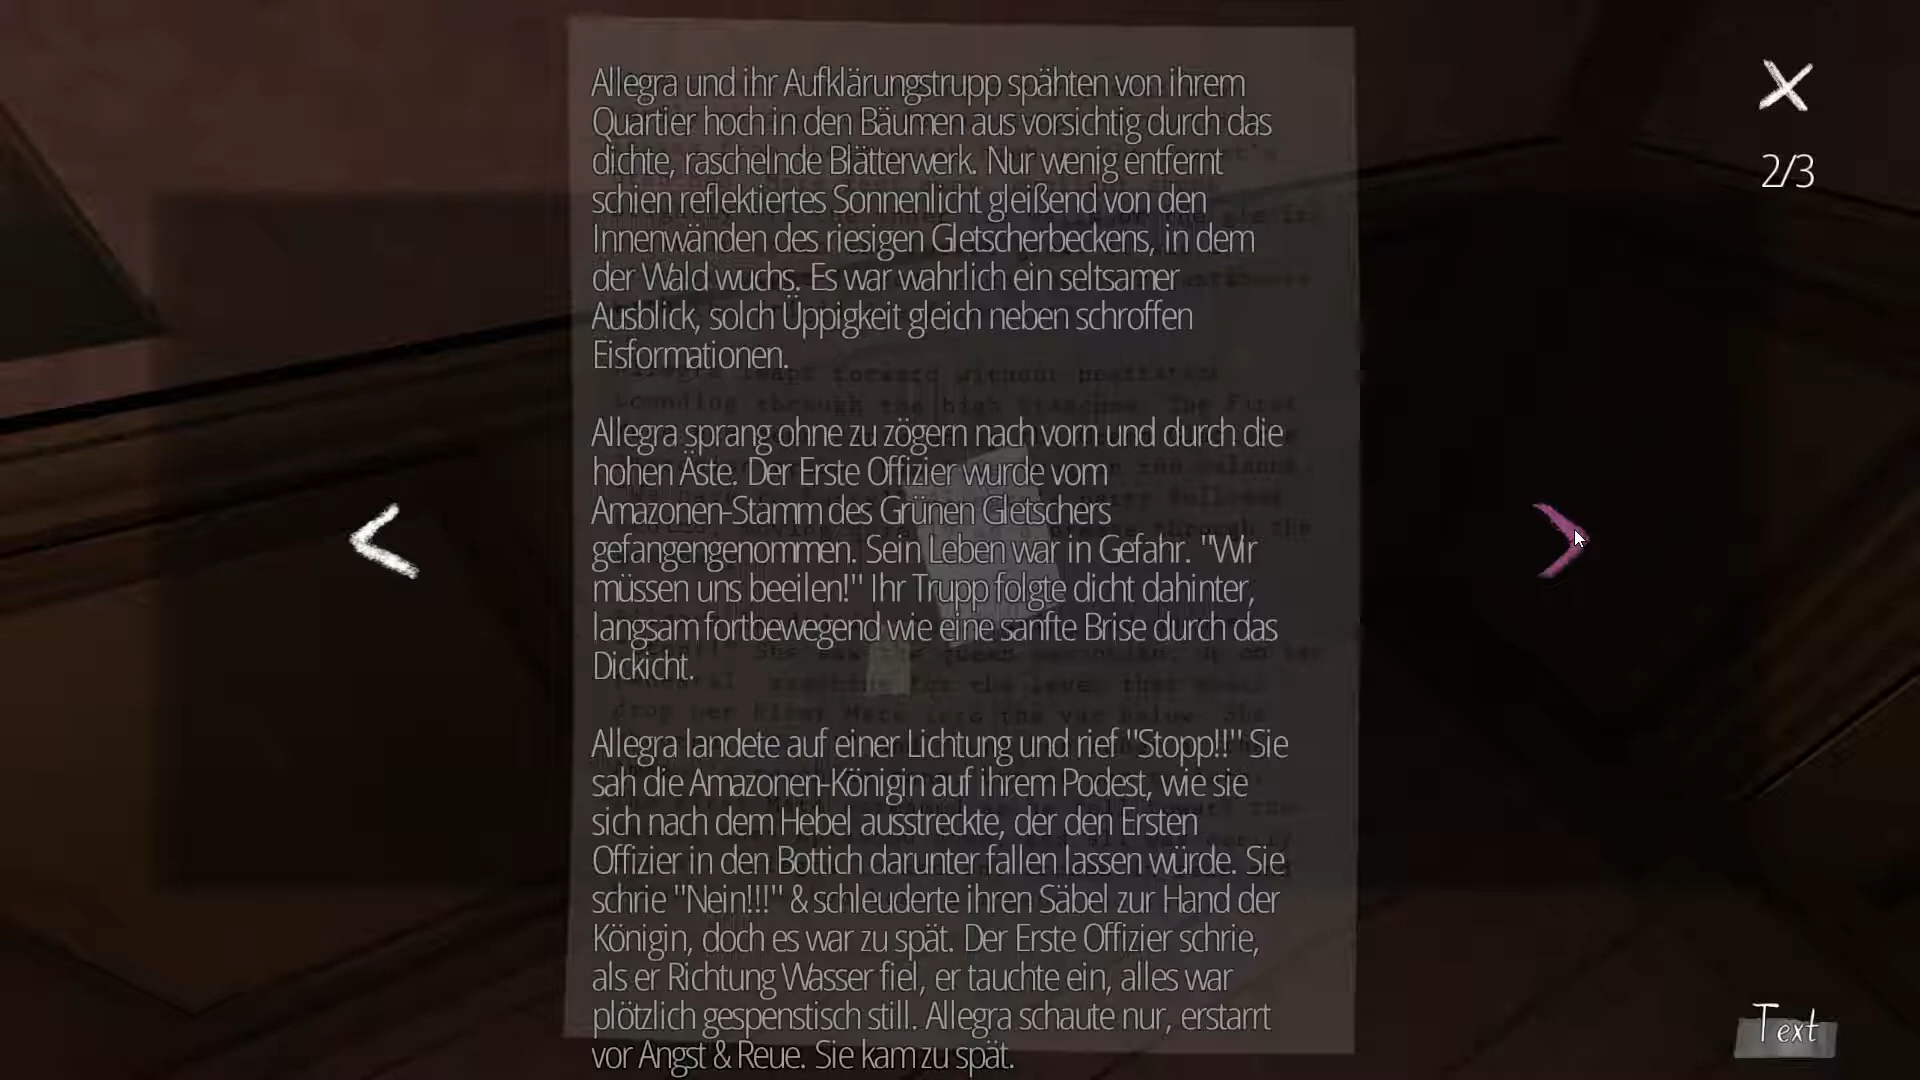 Allegra und ihr Aufklärungstrupp spähten von ihrem
Quartier hoch in den Bäumen aus vorsichtig durch das
dichte, raschelnde Blätterwerk. Nur wenig entfernt
schien reflektiertes Sonnenlicht gleißend von den
Innenwänden des riesigen Gletscherbeckens, in dem
der Wald wuchs. Es war wahrlich ein seltsamer
Ausblick, solch Üppigkeit gleich neben schroffen
Eisformationen.
Allegra sprang ohne zu zögern nach vorn und durch die
hohen Äste. Der Erste Offizier wurde vom
Amazonen-Stamm des Grünen Gletschers
gefangengenommen. Sein Leben war in Gefahr. "Wir
müssen uns beeilen!" Ihr Trupp folgte dicht dahinter,
langsam fortbewegend wie eine sanfte Brise durch das
Dickicht.
Allegra landete auf einer Lichtung und rief "Stopp!!" Sie
sah die Amazonen-Königin auf ihrem Podest, wie sie
sich nach dem Hebel ausstreckte, der den Ersten
Offizier in den Bottich darunter fallen lassen würde. Sie
schrie "Nein!!!" & schleuderte ihren Säbel zur Hand der
Königin, doch es war zu spät. Der Erste Offizier schrie,
als er Richtung Wasser fiel, er tauchte ein, alles war
plötzlich gespenstisch still. Allegra schaute nur, erstarrt
vor Angst & Reue. Sie kam zu spät.
2/3
Text